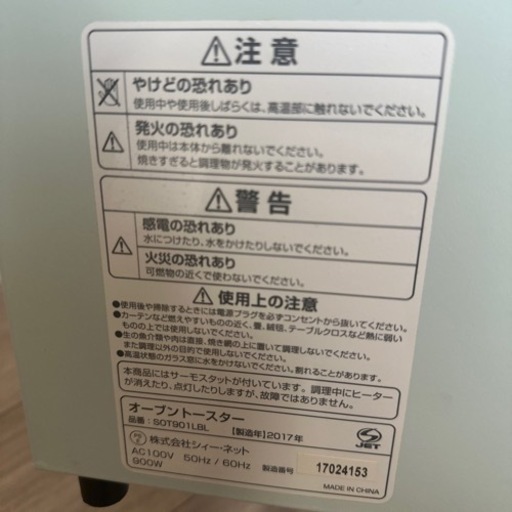 注意
やけどの恐れあり
使用中や使用後しばらくは、高温部に触れないでください。
発火の恐れあり
使用中は本体から離れないでください。
焼きすぎると調理物が発火することがあります。
警告
感電の恐れあり
水につけたり、水をかけたりしないでください。
火災の恐れあり
可燃物の近くで使わないでください。
使用上の注意
●使用後や掃除するときには電源プラグを必ずコンセントから抜いてください。
●カーテンなど燃えやすいものの近く、畳、絨毯、テーブルクロスなど熱に弱い
ものの上では使用しないでください。
●生の魚介類や肉は直接、焼き網の上に置いて調理しないでください。
また調理以外の目的で使用しないでください。
●高温状態のガラス窓に水をかけないでください。割れることがあります。
本商品にはサーモスタットが付いています。調理中にヒーター
が消えたり、点灯したりしますが、故障ではありません。
オーブントースター
品番：SOT901LBL 【製造年】2017年
株式会社シィー・ネット
AC100V 50Hz / 60Hz
900W 製造番号 17024153
JET
MADE IN CHINA